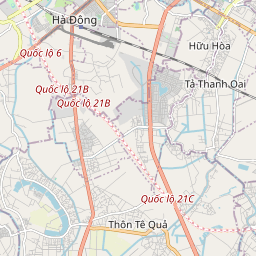 Hà Đông
Hữu Hòa
Quốc lộ 6
Tả Thanh Oai
Quốc lộ 21B
Quốc lộ 21B
Quốc lộ 21C
Thôn Tê Quả